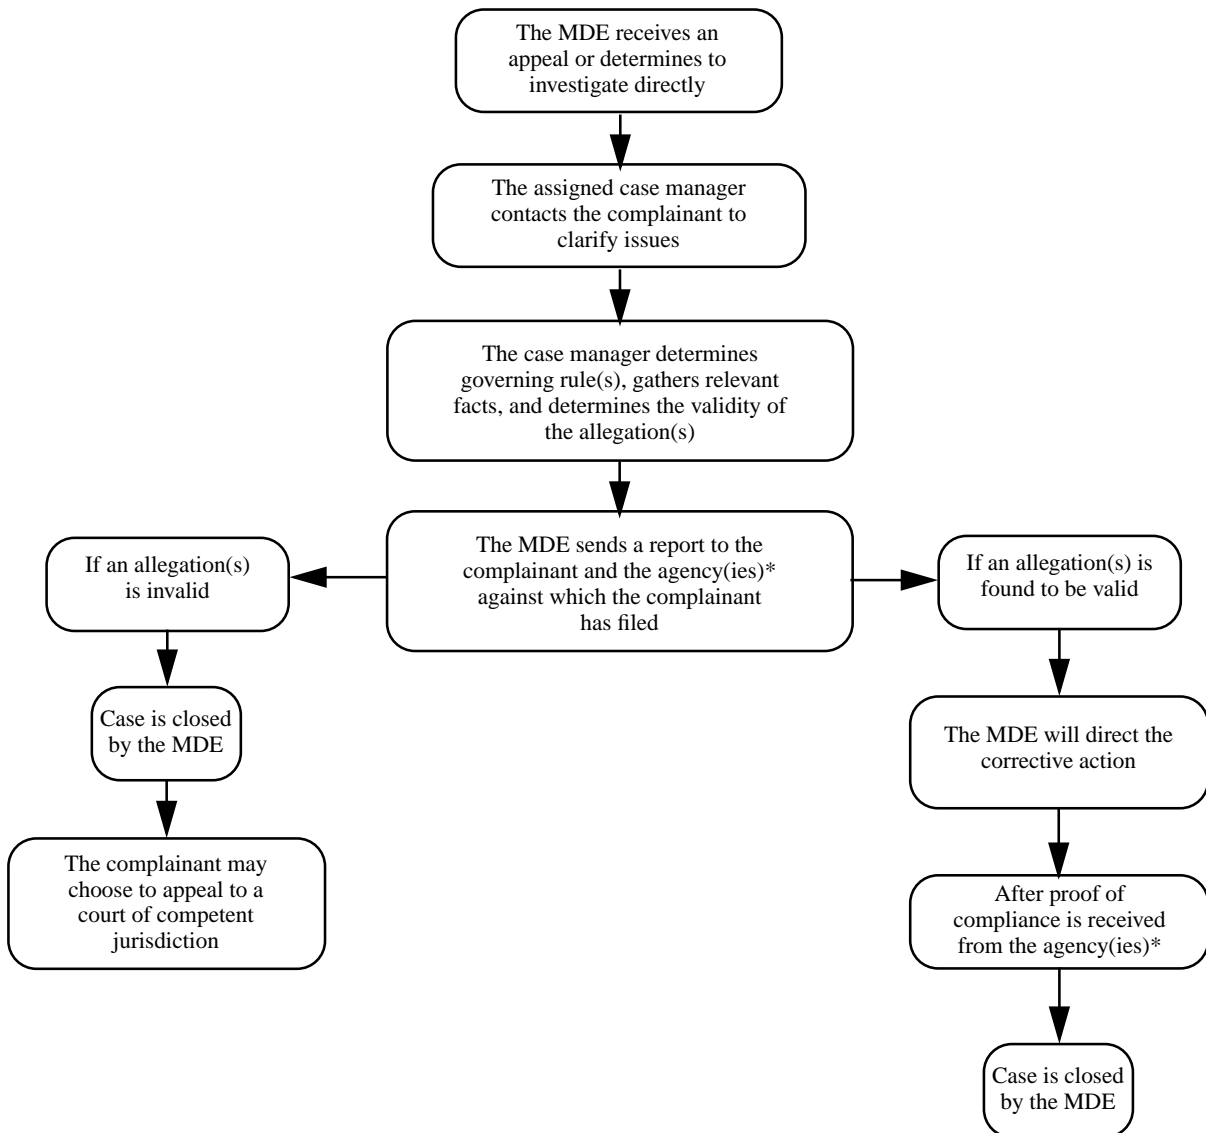 The MDE receives an
appeal or determines to
investigate directly
The assigned case manager
contacts the complainant to
clarify issues
The case manager determines
governing rule(s), gathers relevant
facts, and determines the validity of
the allegation(s)
The MDE sends a report to the
complainant and the agency(ies)*
against which the complainant
has filed
If an allegation(s)
is invalid
Case is closed
by the MDE
The complainant may
choose to appeal to a
court of competent
jurisdiction
If an allegation(s) is
found to be valid
The MDE will direct the
corrective action
After proof of
compliance is received
from the agency(ies)*
Case is closed
by the MDE